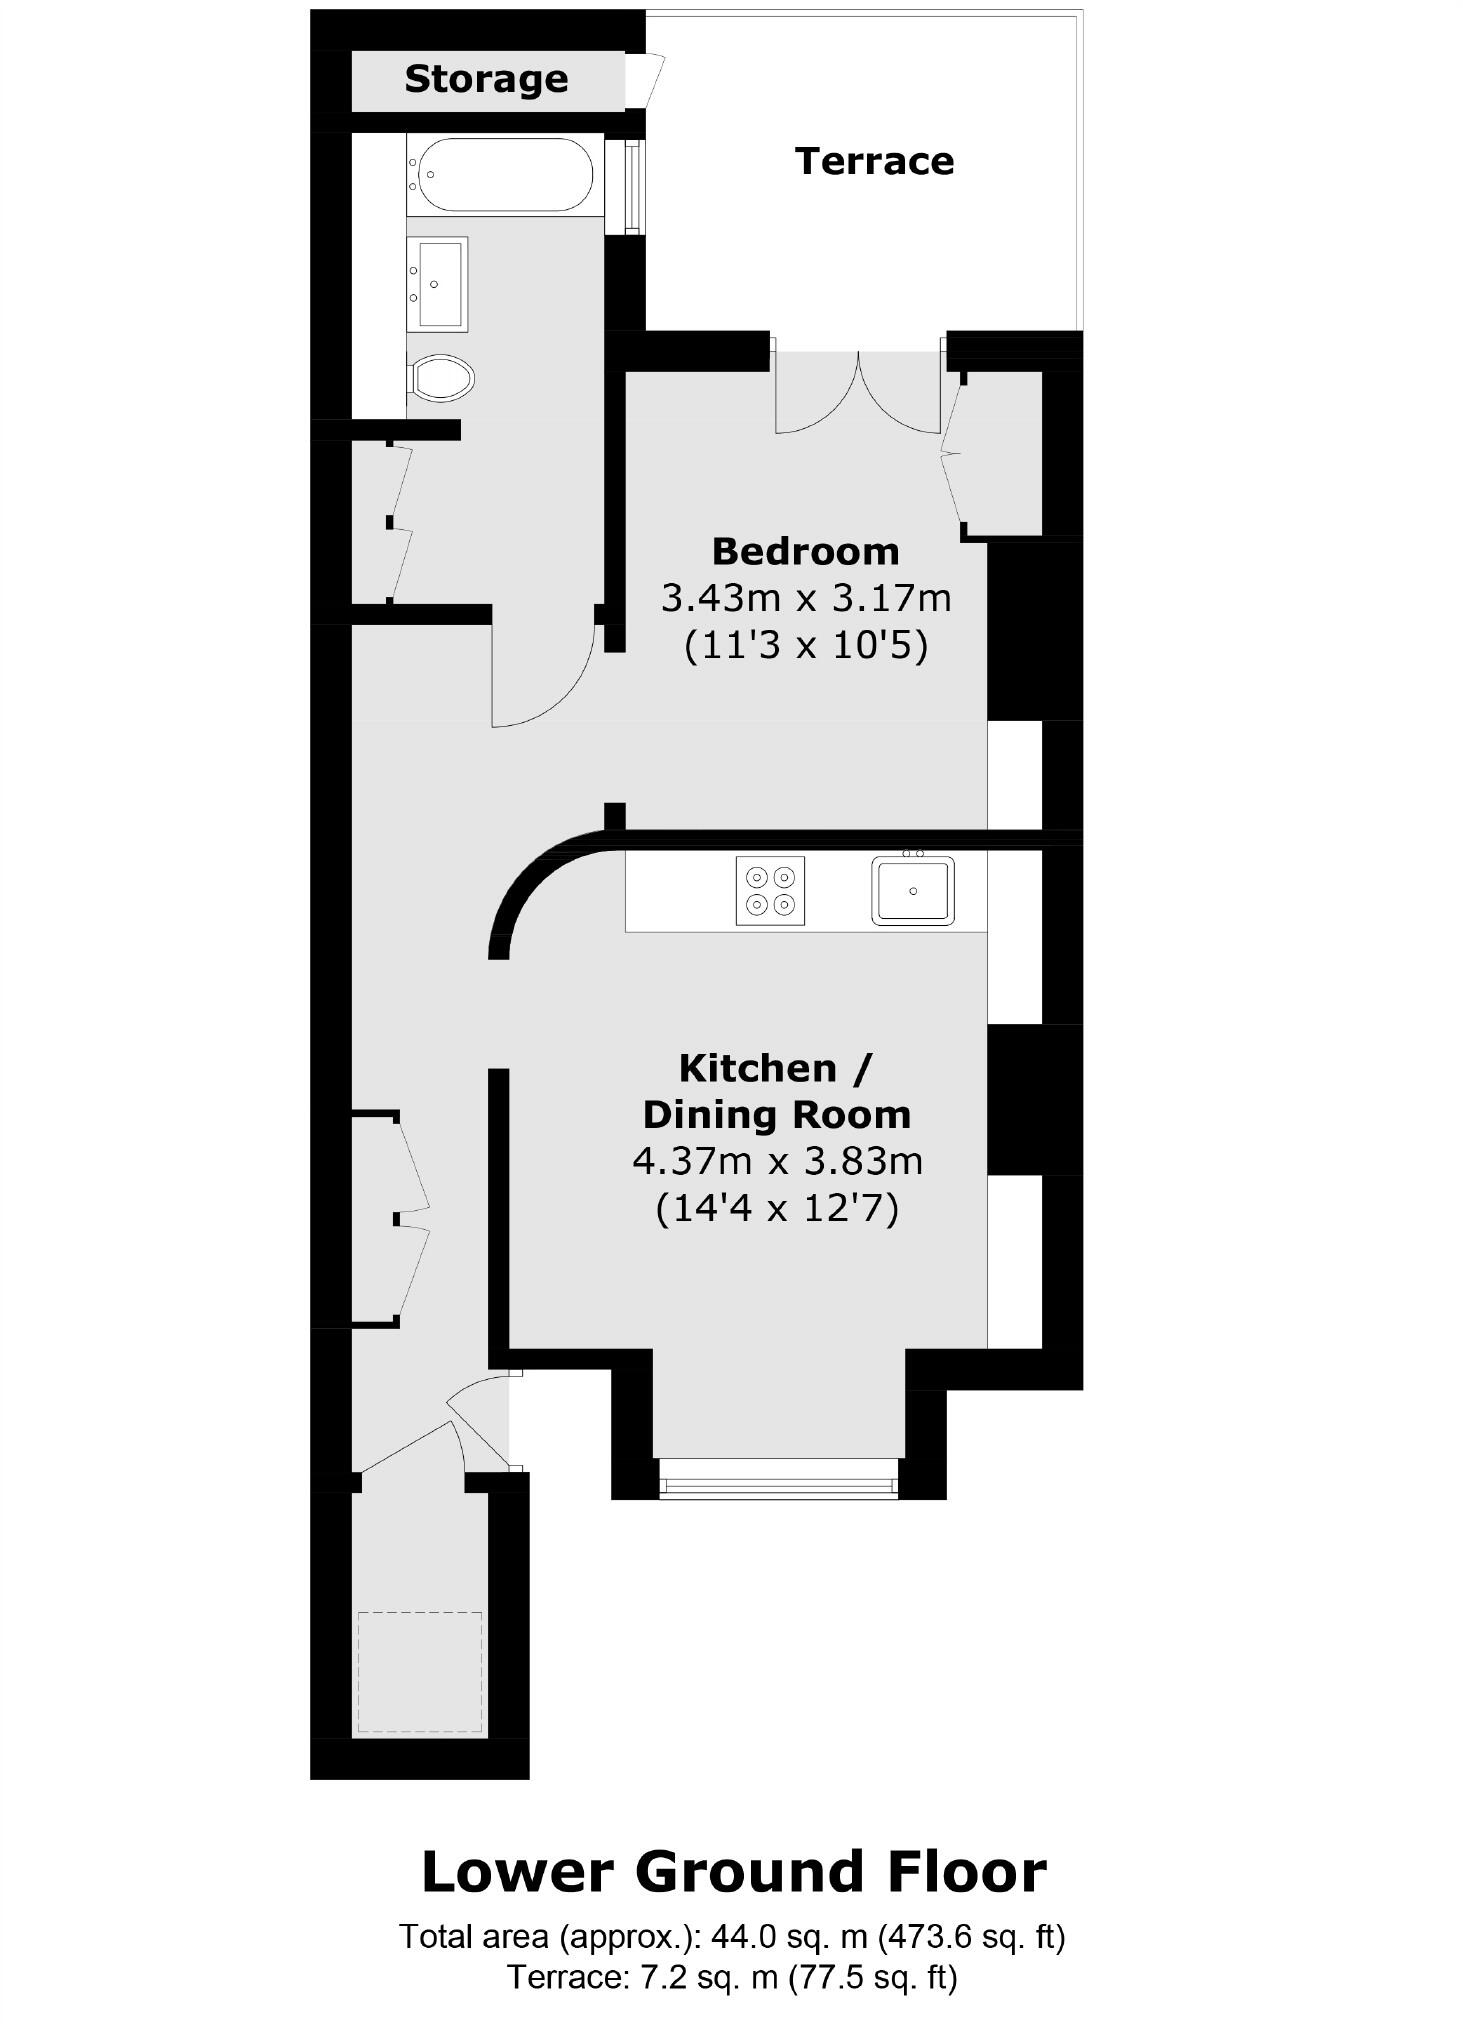 Storage
Terrace
Bedroom
3.43m x 3.17m
(11'3 x 10'5)
Kitchen /
Dining Room
4.37m x 3.83m
(14'4 x 12'7)
Lower Ground Floor
Total area (approx.): 44.0 sq. m (473.6 sq. ft)
Terrace: 7.2 sq. m (77.5 sq. ft)